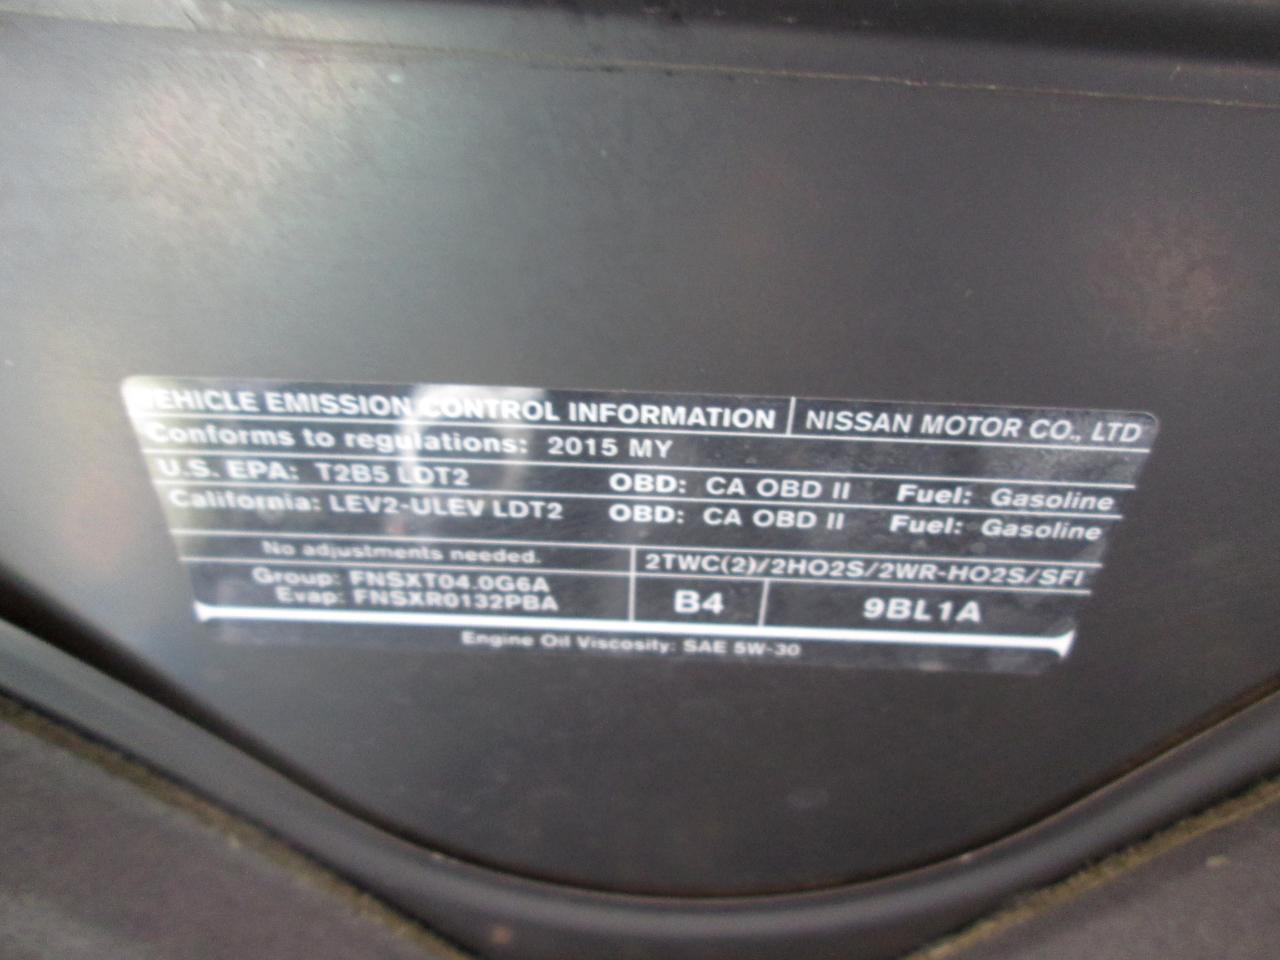 VEHICLE EMISSION CONTROL INFORMATION NISSAN MOTOR CO., LTD
Conforms to regulations: 2015 MY
U.S. EPA: T2B5 LDT2 OBD: CA OBD II Fuel: Gasoline
California: LEV2-ULEV LDT2 OBD: CA OBD II Fuel: Gasoline
No adjustments needed. 2TWC(2)/2HO2S/2WR-HO2S/SFI
Group: FNSXT04.0G6A
Evap: FNSXR0132PBA B4 9BL1A
Engine Oil Viscosity: SAE 5W-30